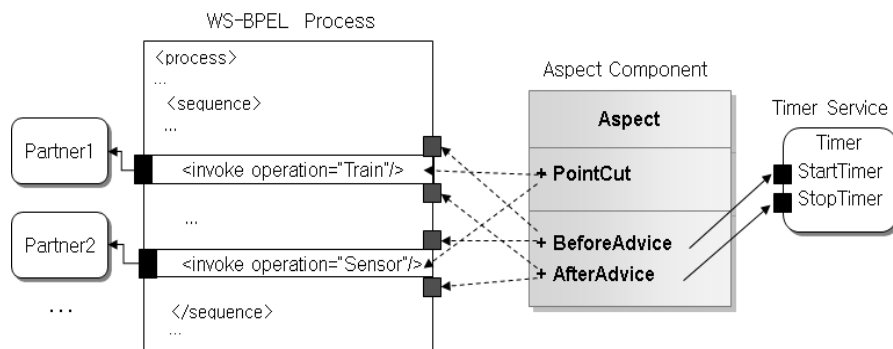 WS-BPEL Process
<process>
...
<sequence>
...
<invoke operation="Train"/>
...
<invoke operation="Sensor"/>
</sequence>
...
Partner1
Partner2
...
Aspect Component
Aspect
+ PointCut
+ BeforeAdvice
+ AfterAdvice
Timer Service
Timer
StartTimer
StopTimer